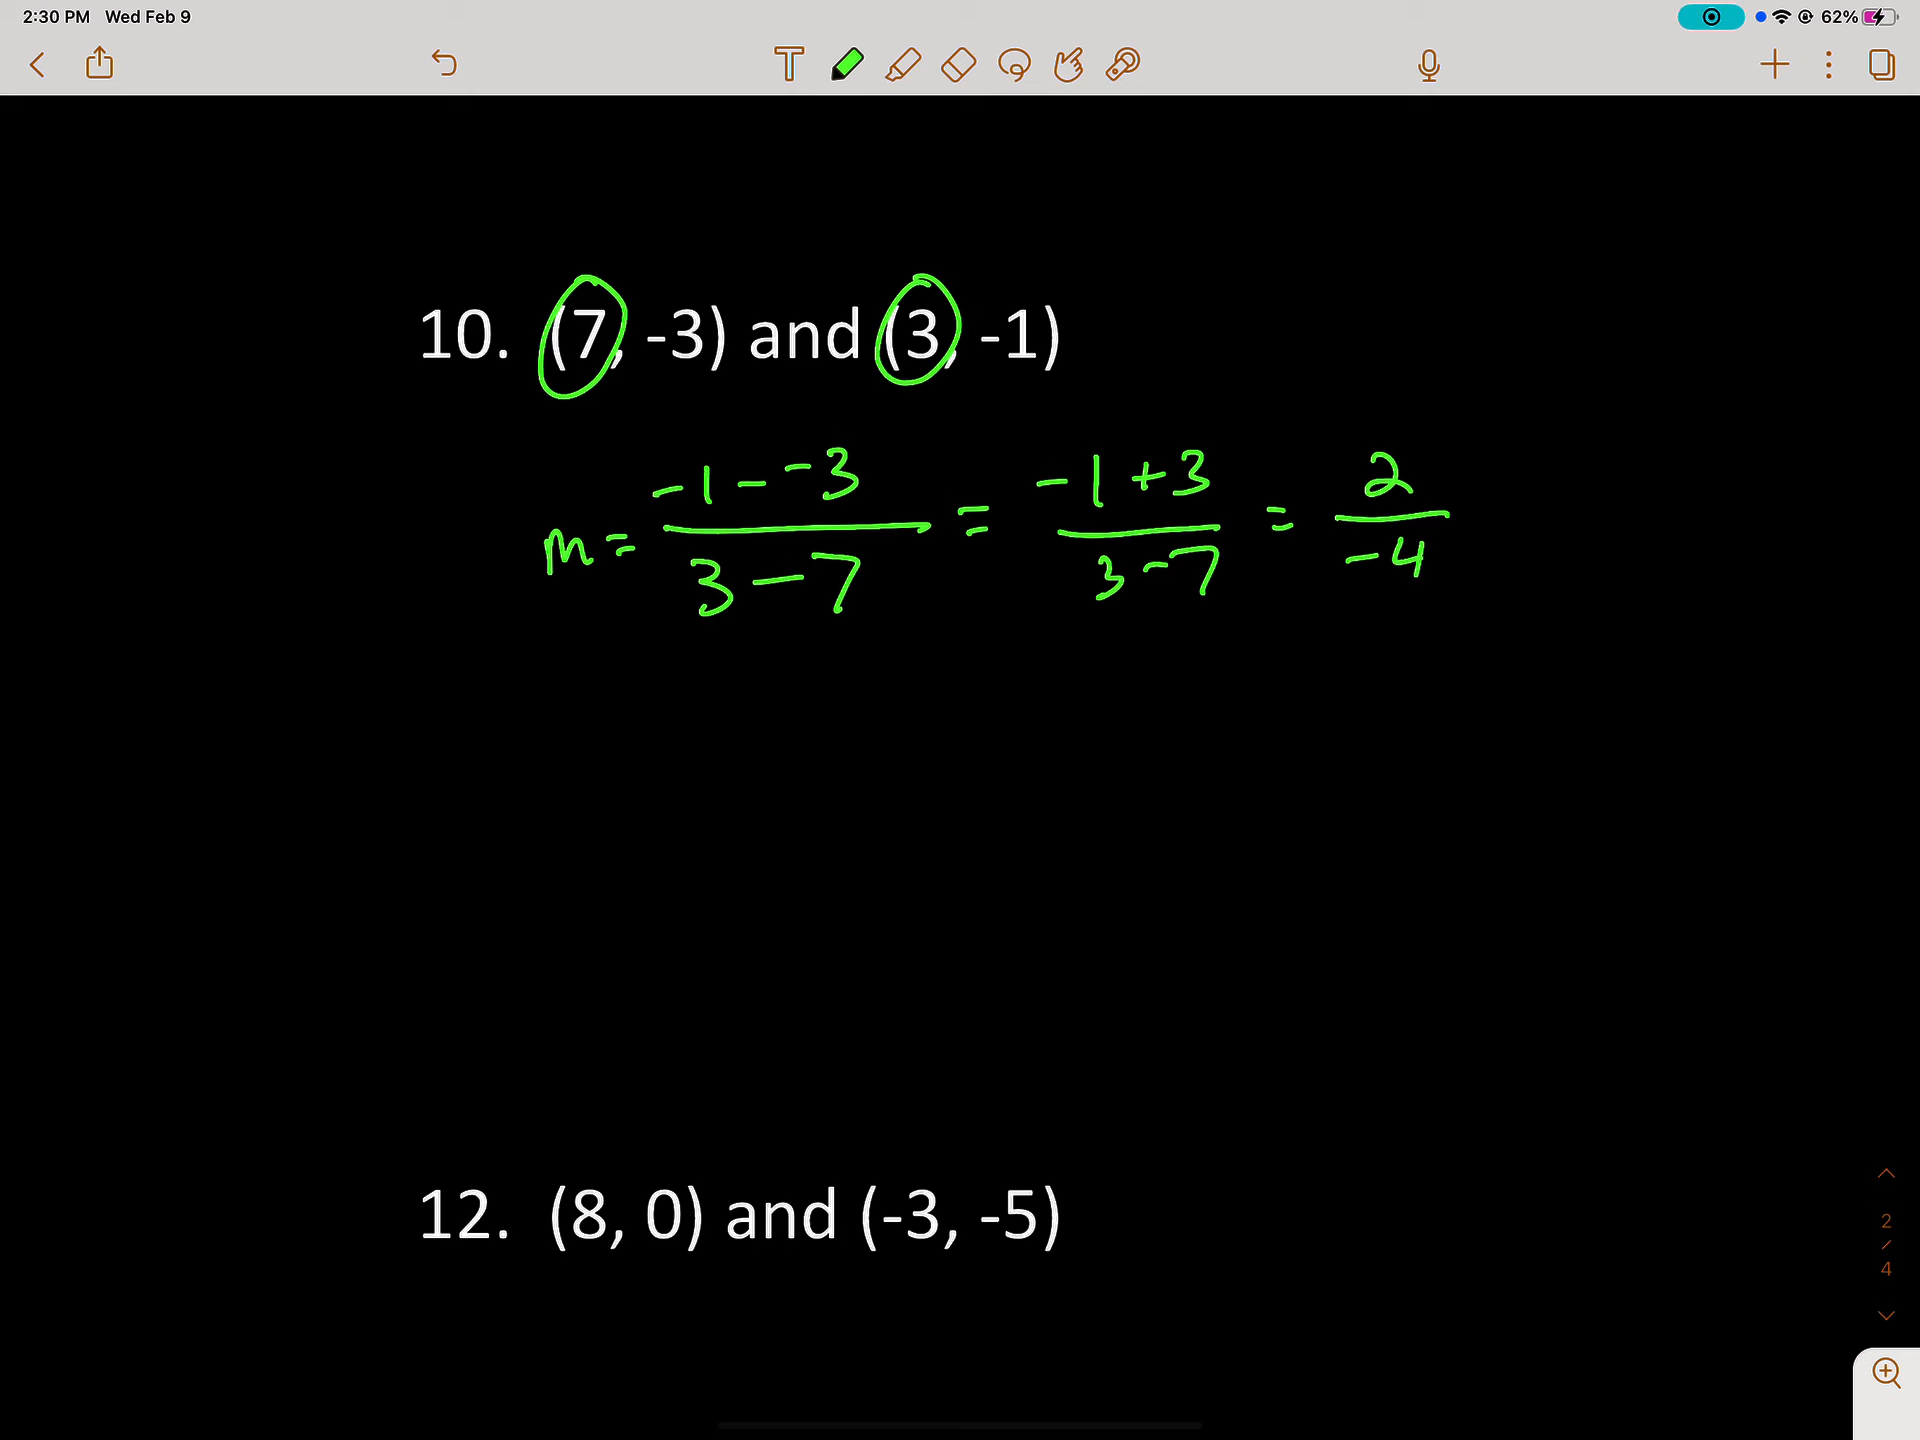 2:30 PM Wed Feb 9 62%
T
10. (7, -3) and (3, -1)
m = (-1 - -3)/(3 - 7) = (-1 + 3)/(3 - 7) = 2/(-4)
12. (8, 0) and (-3, -5)
2
/
4